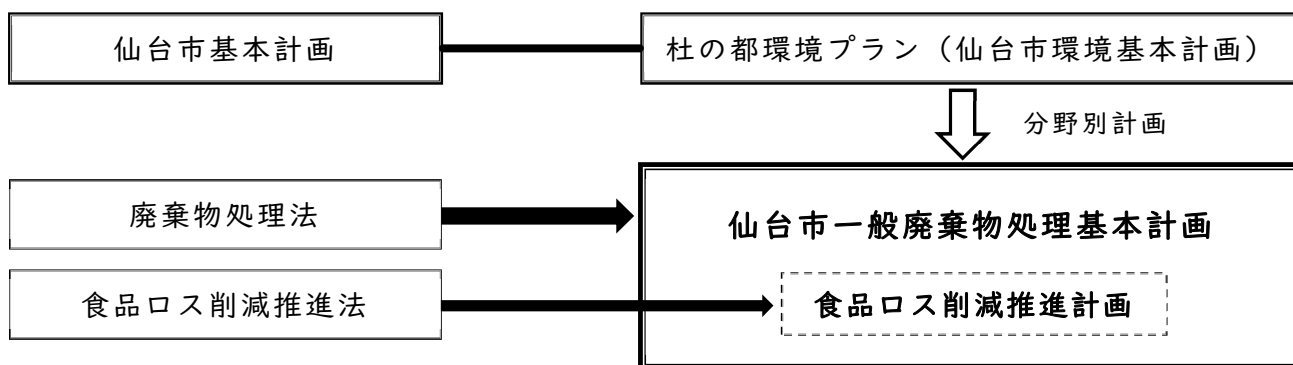 仙台市基本計画
杜の都環境プラン（仙台市環境基本計画）
分野別計画
廃棄物処理法
仙台市一般廃棄物処理基本計画
食品ロス削減推進法
食品ロス削減推進計画